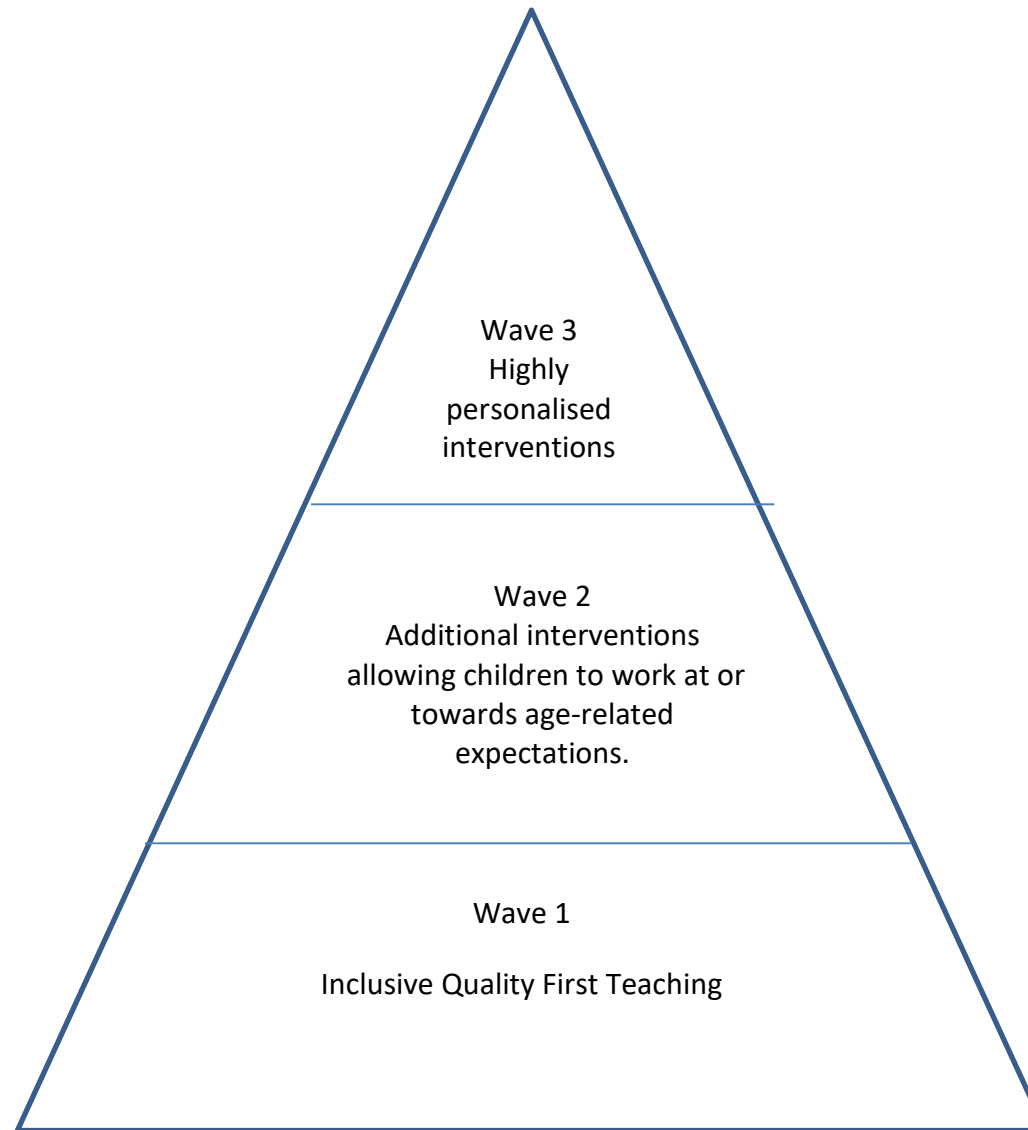 Wave 3
Highly
personalised
interventions
Wave 2
Additional interventions
allowing children to work at or
towards age-related
expectations.
Wave 1
Inclusive Quality First Teaching